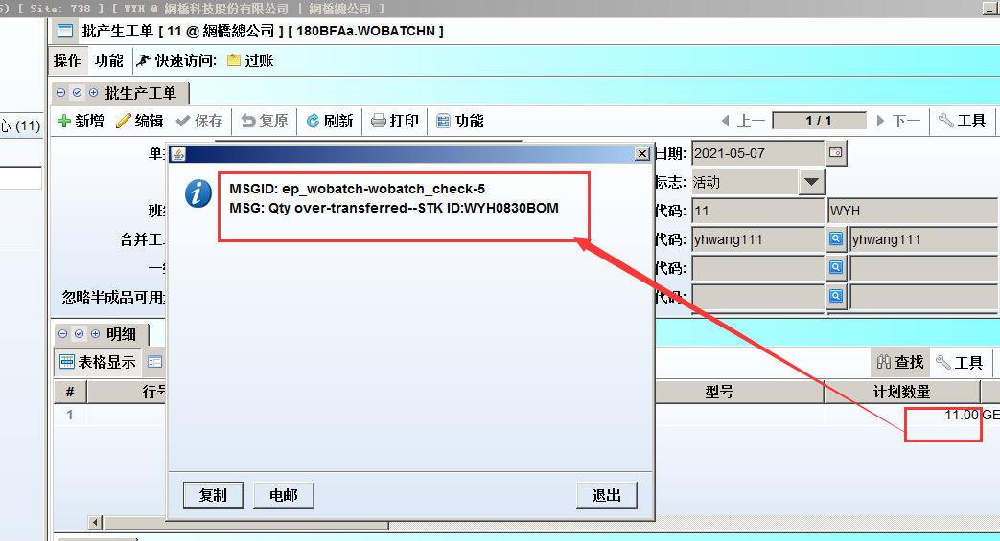 5) [ Site: 738 ] [ WYH @ 網橋科技股份有限公司 | 網橋總公司 ]
批产生工单 [ 11 @ 網橋總公司 ] [ 180BFAa.WOBATCHN ]
操作 功能 快速访问: 过账
批生产工单
心 (11)
新增 编辑 保存 复原 刷新 打印 功能 上一 1 / 1 下一 工具
日期: 2021-05-07
标志: 活动
代码: 11 WYH
合并工 代码: yhwang111 yhwang111
代码:
忽略半成品可用 代码:
MSGID: ep_wobatch-wobatch_check-5
MSG: Qty over-transferred--STK ID:WYH0830BOM
复制 电邮 退出
明细
表格显示 查找 工具
# 行号 型号 计划数量
1 11.00 GE